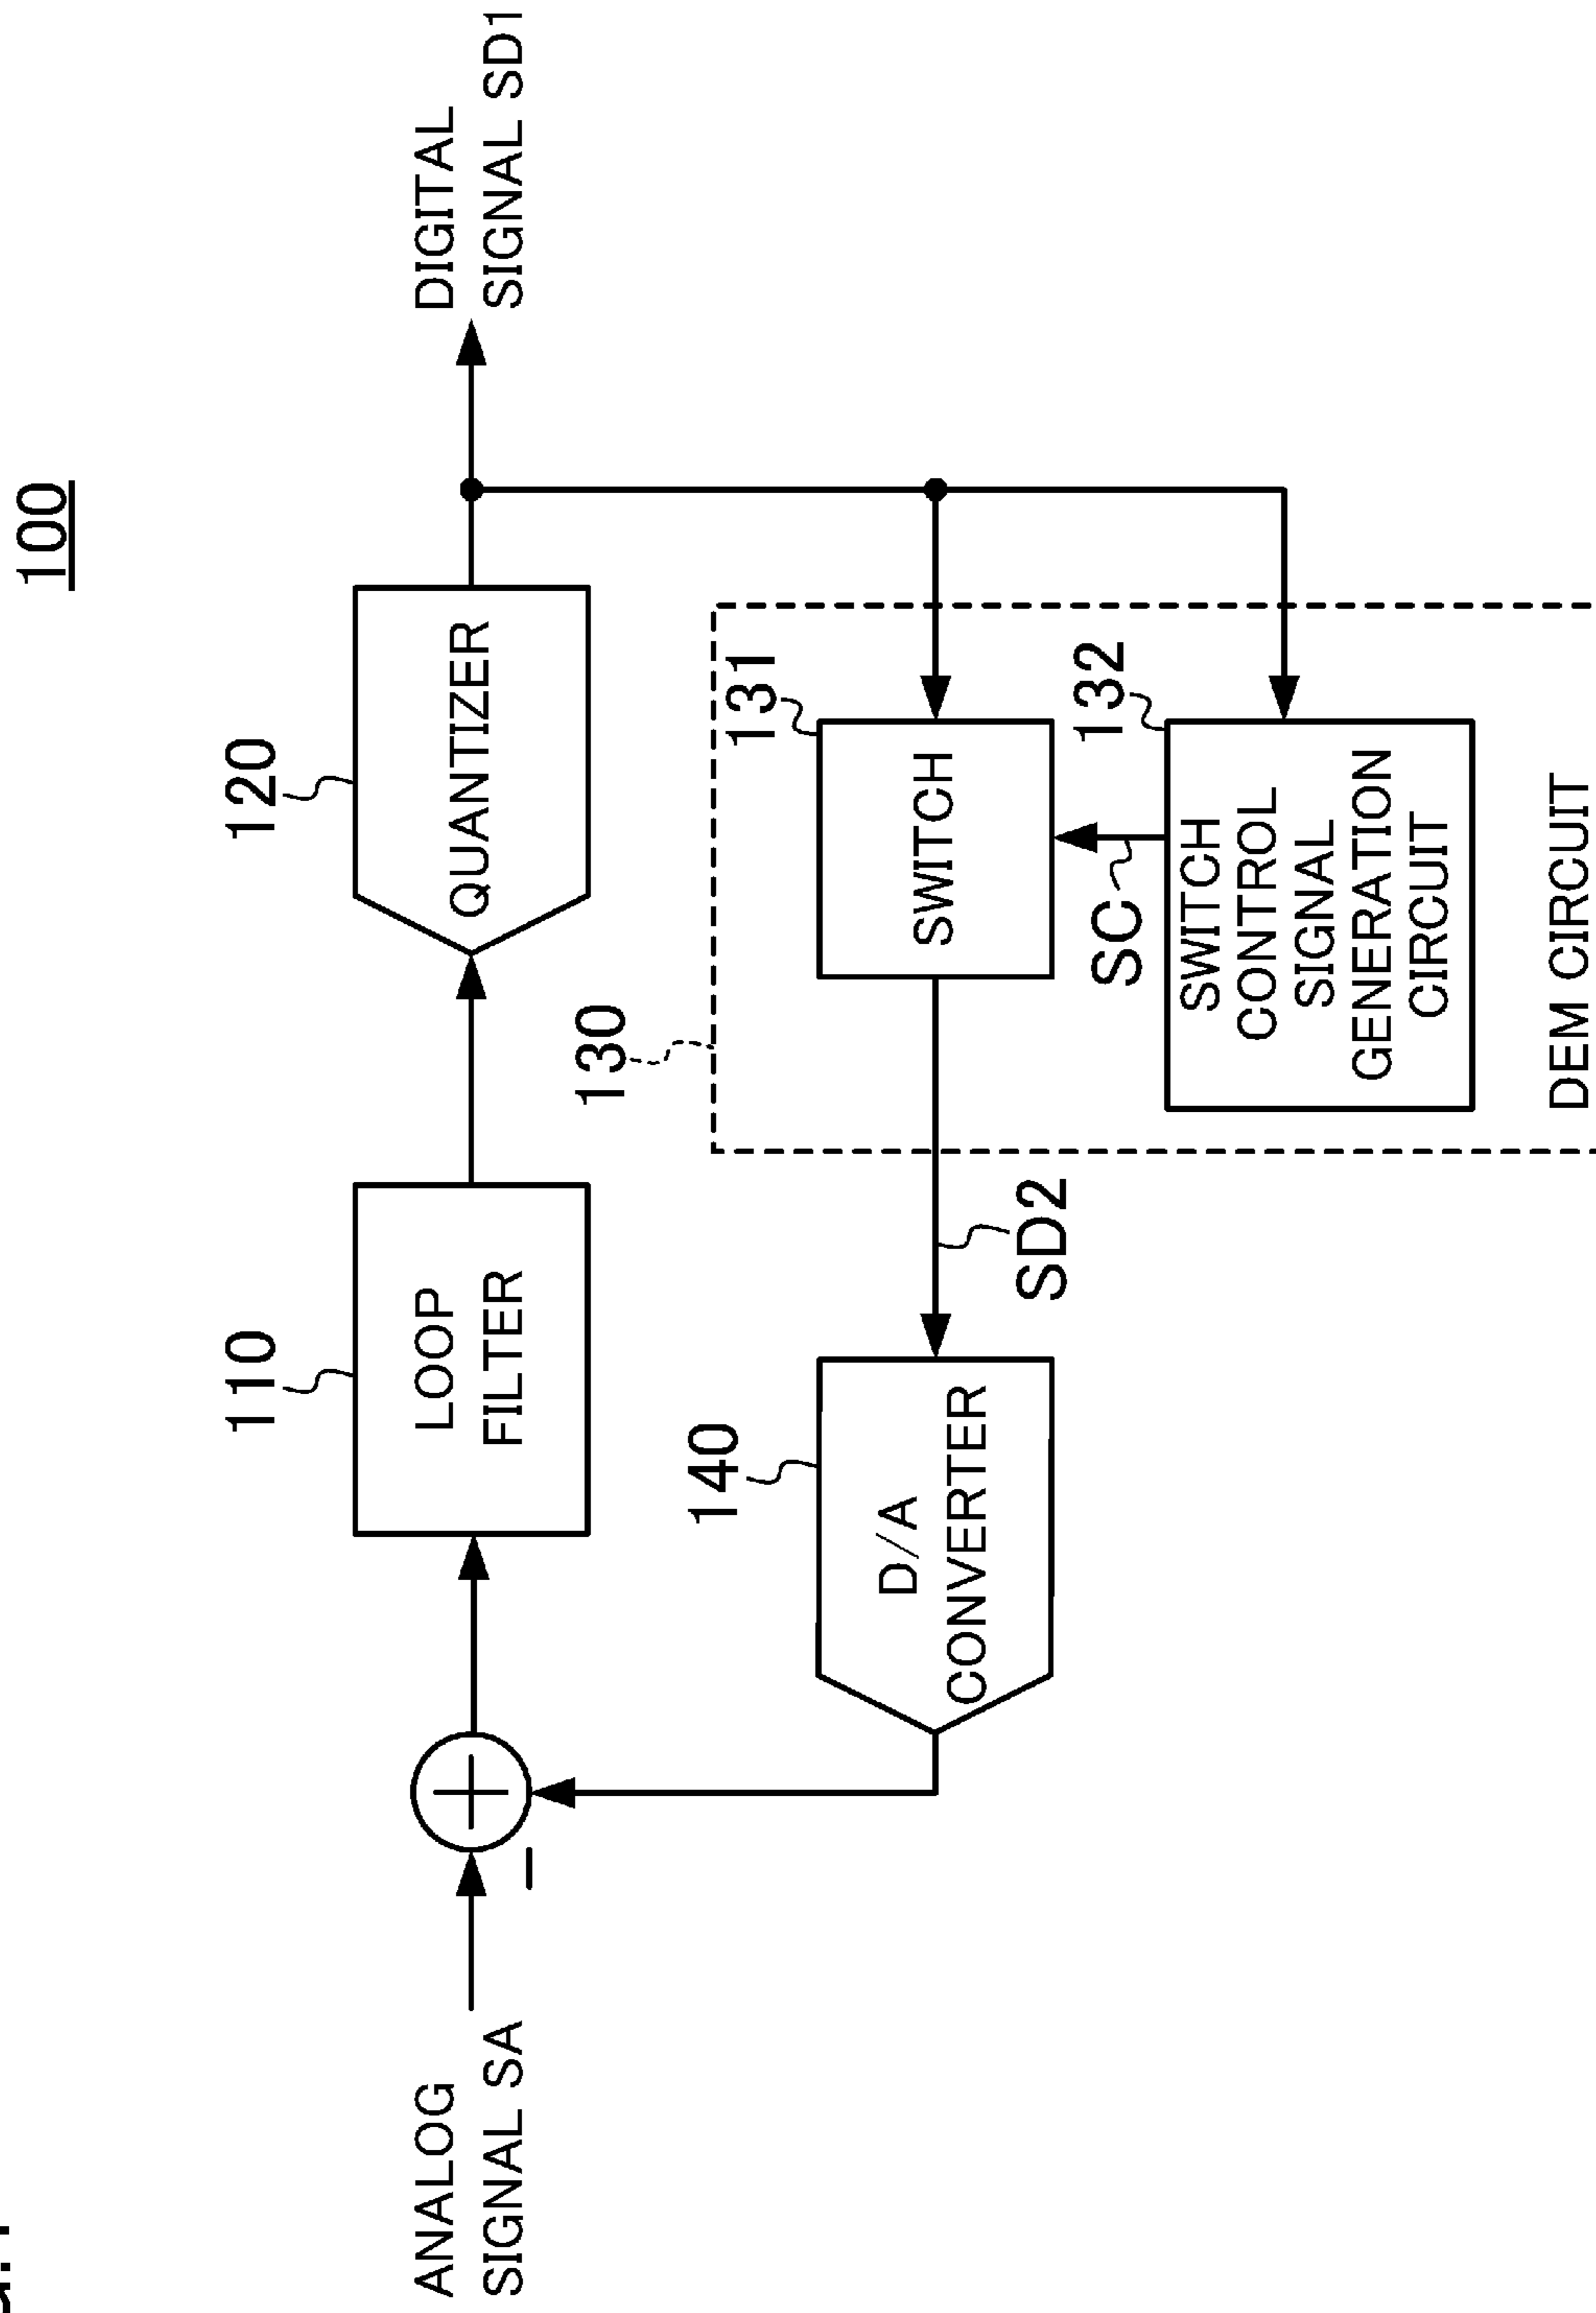 100
110
LOOP
FILTER
120
QUANTIZER
DIGITAL
SIGNAL SD1
ANALOG
SIGNAL SA
−
130
140
D/A
CONVERTER
SD2
131
SWITCH
SC
132
SWITCH
CONTROL
SIGNAL
GENERATION
CIRCUIT
DEM CIRCUIT